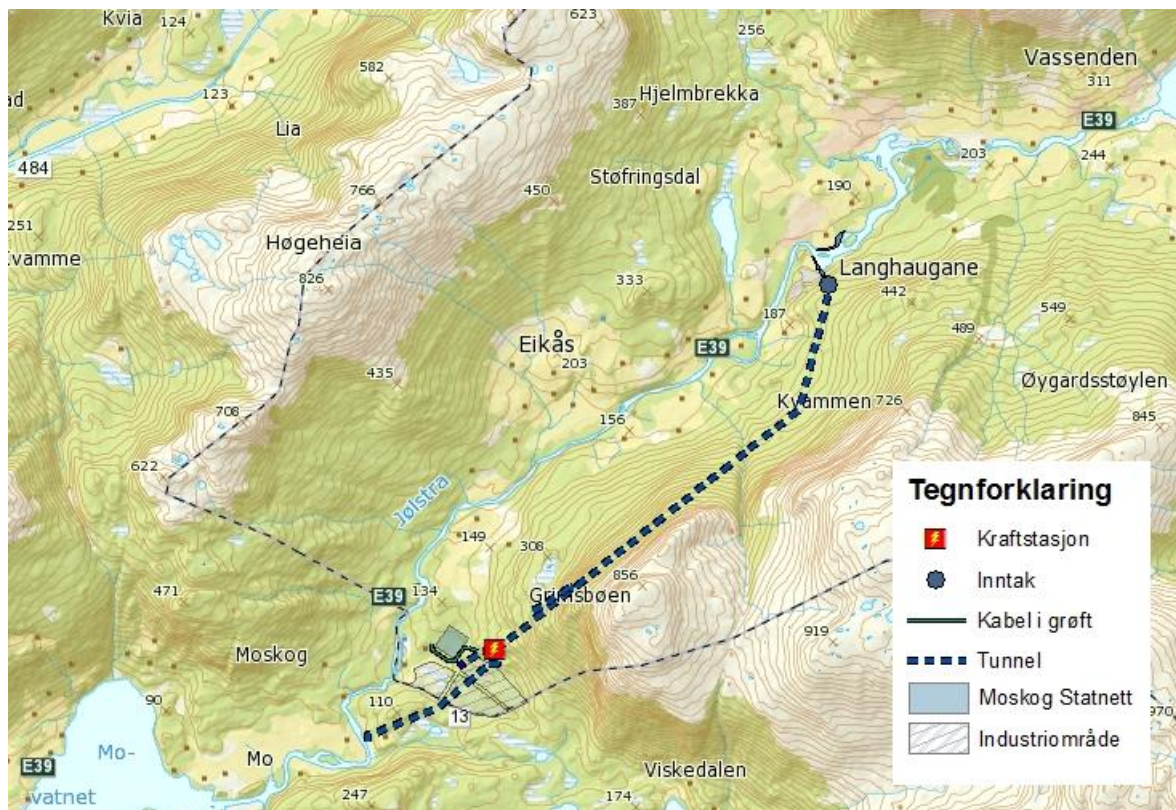 Kvia
124
623
256
Vassenden
311
582
Hjelmbrekka
387
ad
123
Lia
E39
484
203
244
Støfringsdal
190
450
766
251
Høgeheia
Kvamme
826
Langhaugane
333
442
549
187
489
Eikås
E39
203
435
Øygardsstøylen
Kvammen
726
845
708
156
622
Jølstra
149
308
856
Grimsbøen
E39
134
471
919
Moskog
110
90
13
970
Mo-
vatnet
Mo
E39
247
174
Viskedalen
Tegnforklaring
Kraftstasjon
Inntak
Kabel i grøft
Tunnel
Moskog Statnett
Industriområde